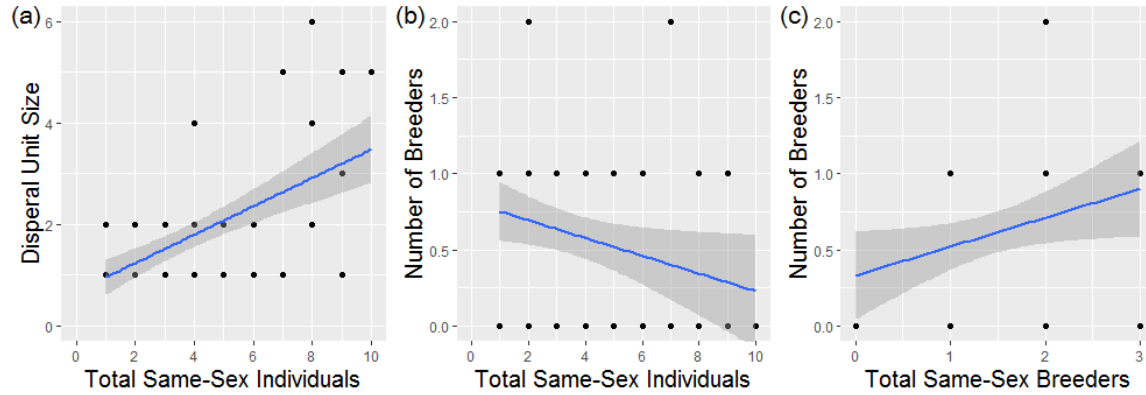 (a)
Disperal Unit Size
6
4
2
0
0 2 4 6 8 10
Total Same-Sex Individuals
(b)
Number of Breeders
2.0
1.5
1.0
0.5
0.0
0 2 4 6 8 10
Total Same-Sex Individuals
(c)
Number of Breeders
2.0
1.5
1.0
0.5
0.0
0 1 2 3
Total Same-Sex Breeders